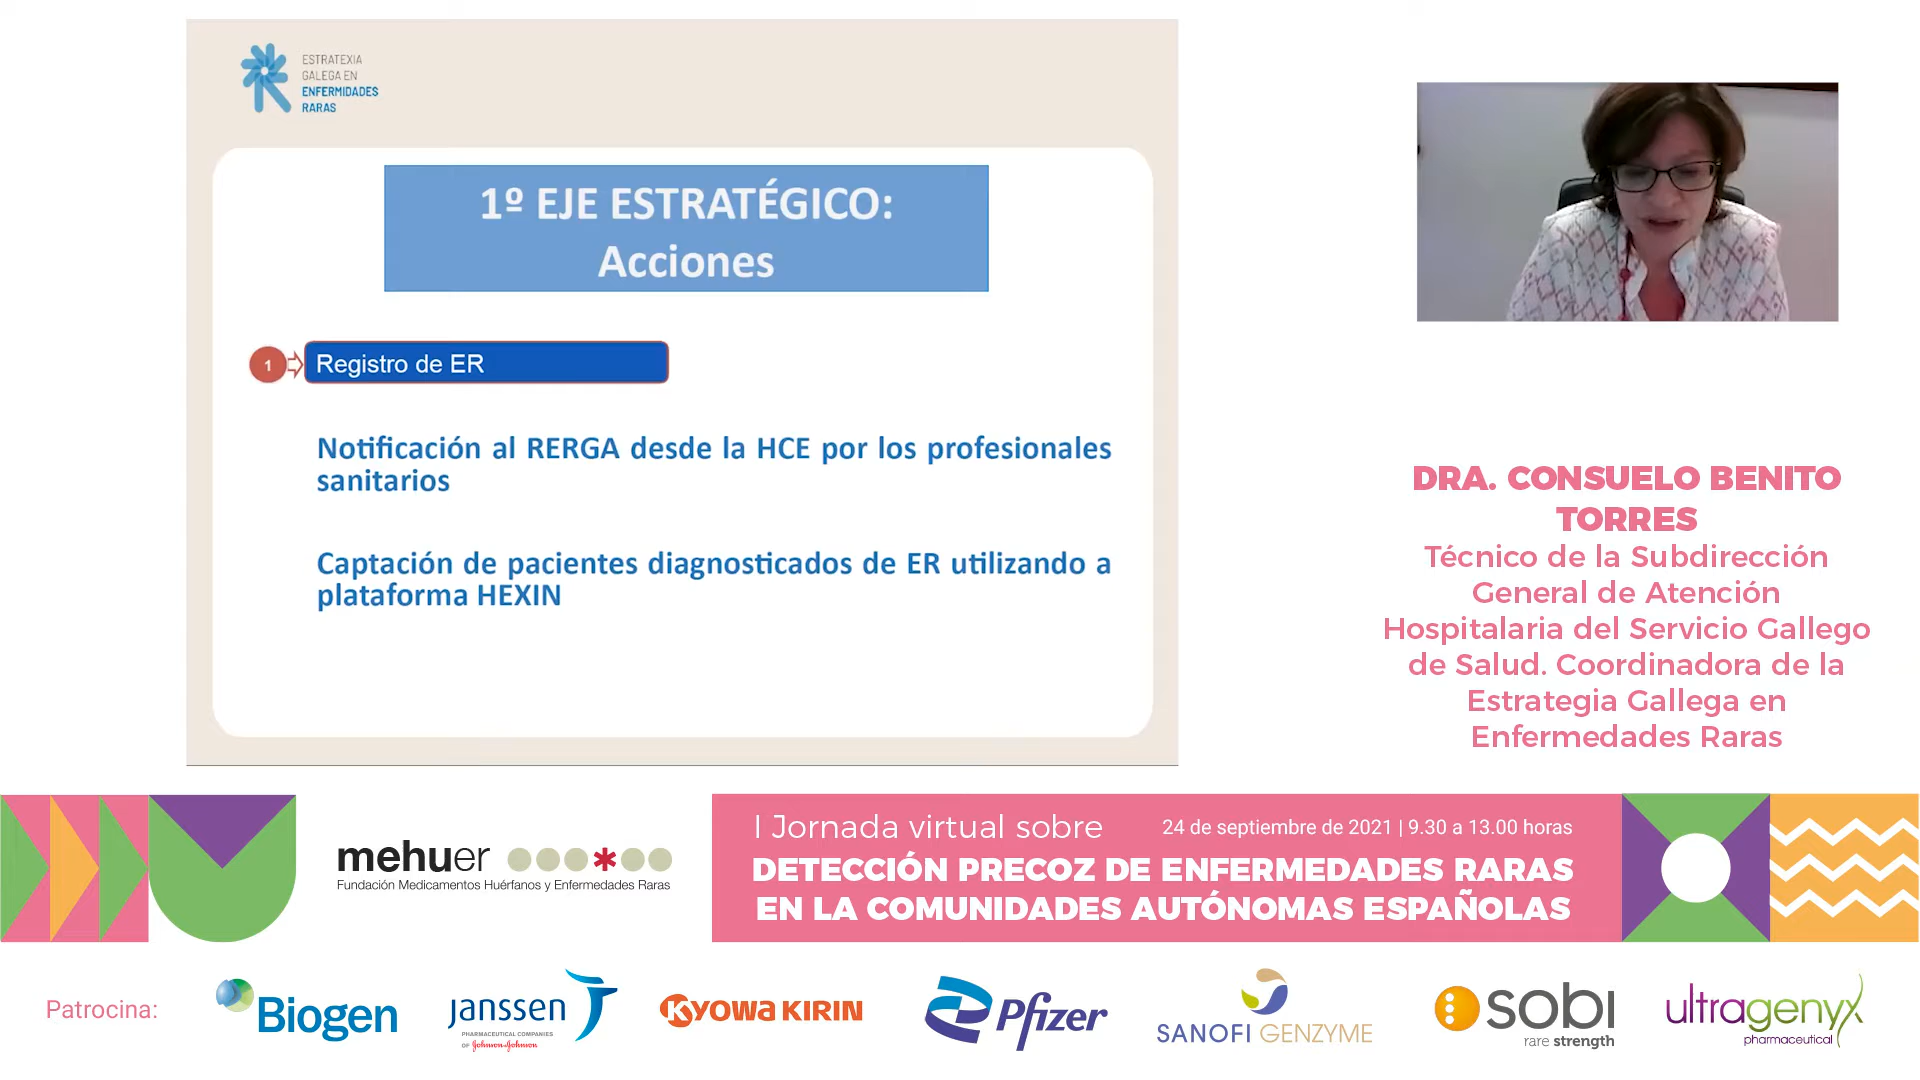 ESTRATEXIA
GALEGA EN
ENFERMIDADES
RARAS
1º EJE ESTRATÉGICO:
Acciones
1
Registro de ER
Notificación al RERGA desde la HCE por los profesionales
sanitarios
Captación de pacientes diagnosticados de ER utilizando a
plataforma HEXIN
DRA. CONSUELO BENITO
TORRES
Técnico de la Subdirección
General de Atención
Hospitalaria del Servicio Gallego
de Salud. Coordinadora de la
Estrategia Gallega en
Enfermedades Raras
mehuer
Fundación Medicamentos Huérfanos y Enfermedades Raras
I Jornada virtual sobre
24 de septiembre de 2021 | 9.30 a 13.00 horas
DETECCIÓN PRECOZ DE ENFERMEDADES RARAS
EN LA COMUNIDADES AUTÓNOMAS ESPAÑOLAS
Patrocina:
Biogen
janssen
PHARMACEUTICAL COMPANIES
OF Johnson & Johnson
KYOWA KIRIN
Pfizer
SANOFI GENZYME
sobi
rare strength
ultragenyx
pharmaceutical